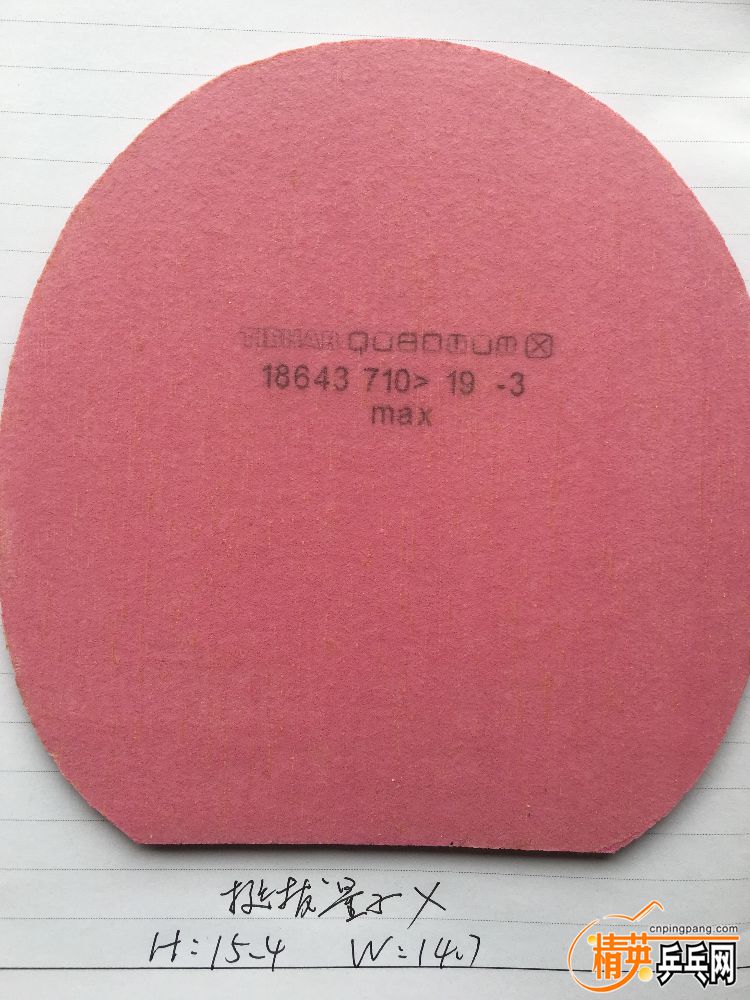 TIBHAR QUANTUM X
18643 710> 19 -3
max
挺拔量子X
H:15.4 W:14.7
cnpingpang.com
精英乒乓网